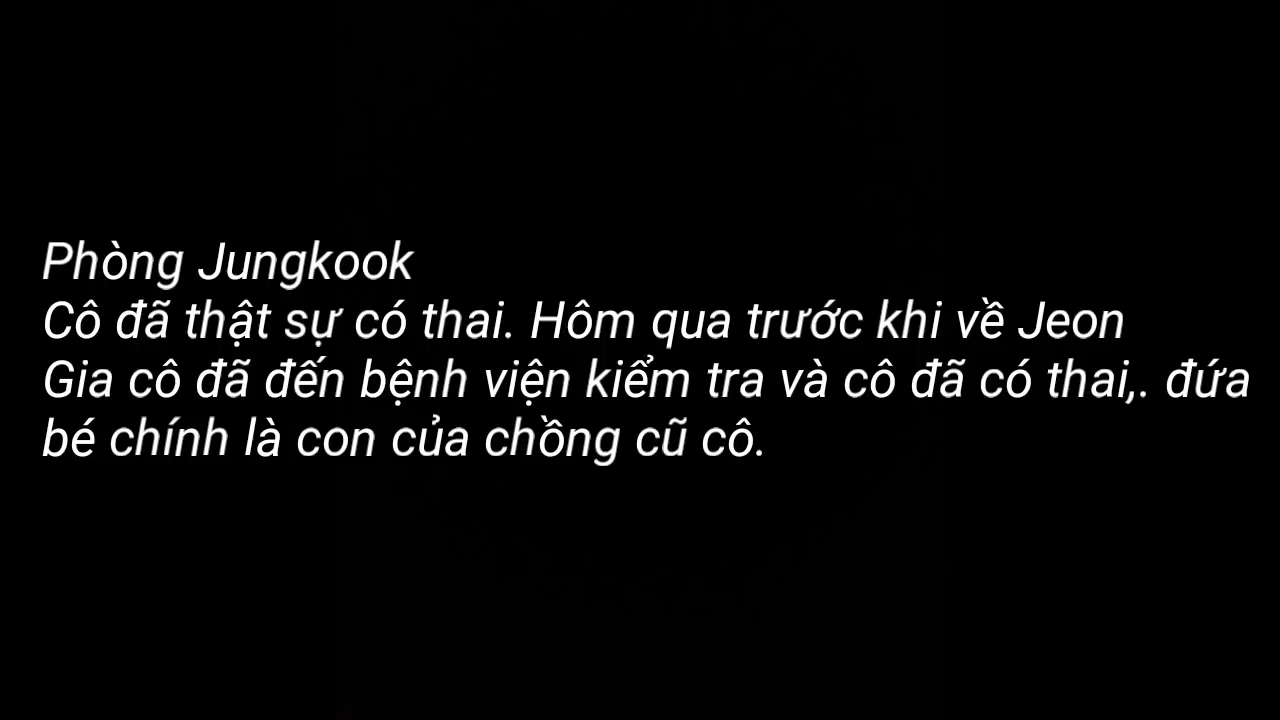 Phòng Jungkook
Cô đã thật sự có thai. Hôm qua trước khi về Jeon
Gia cô đã đến bệnh viện kiểm tra và cô đã có thai,. đứa
bé chính là con của chồng cũ cô.